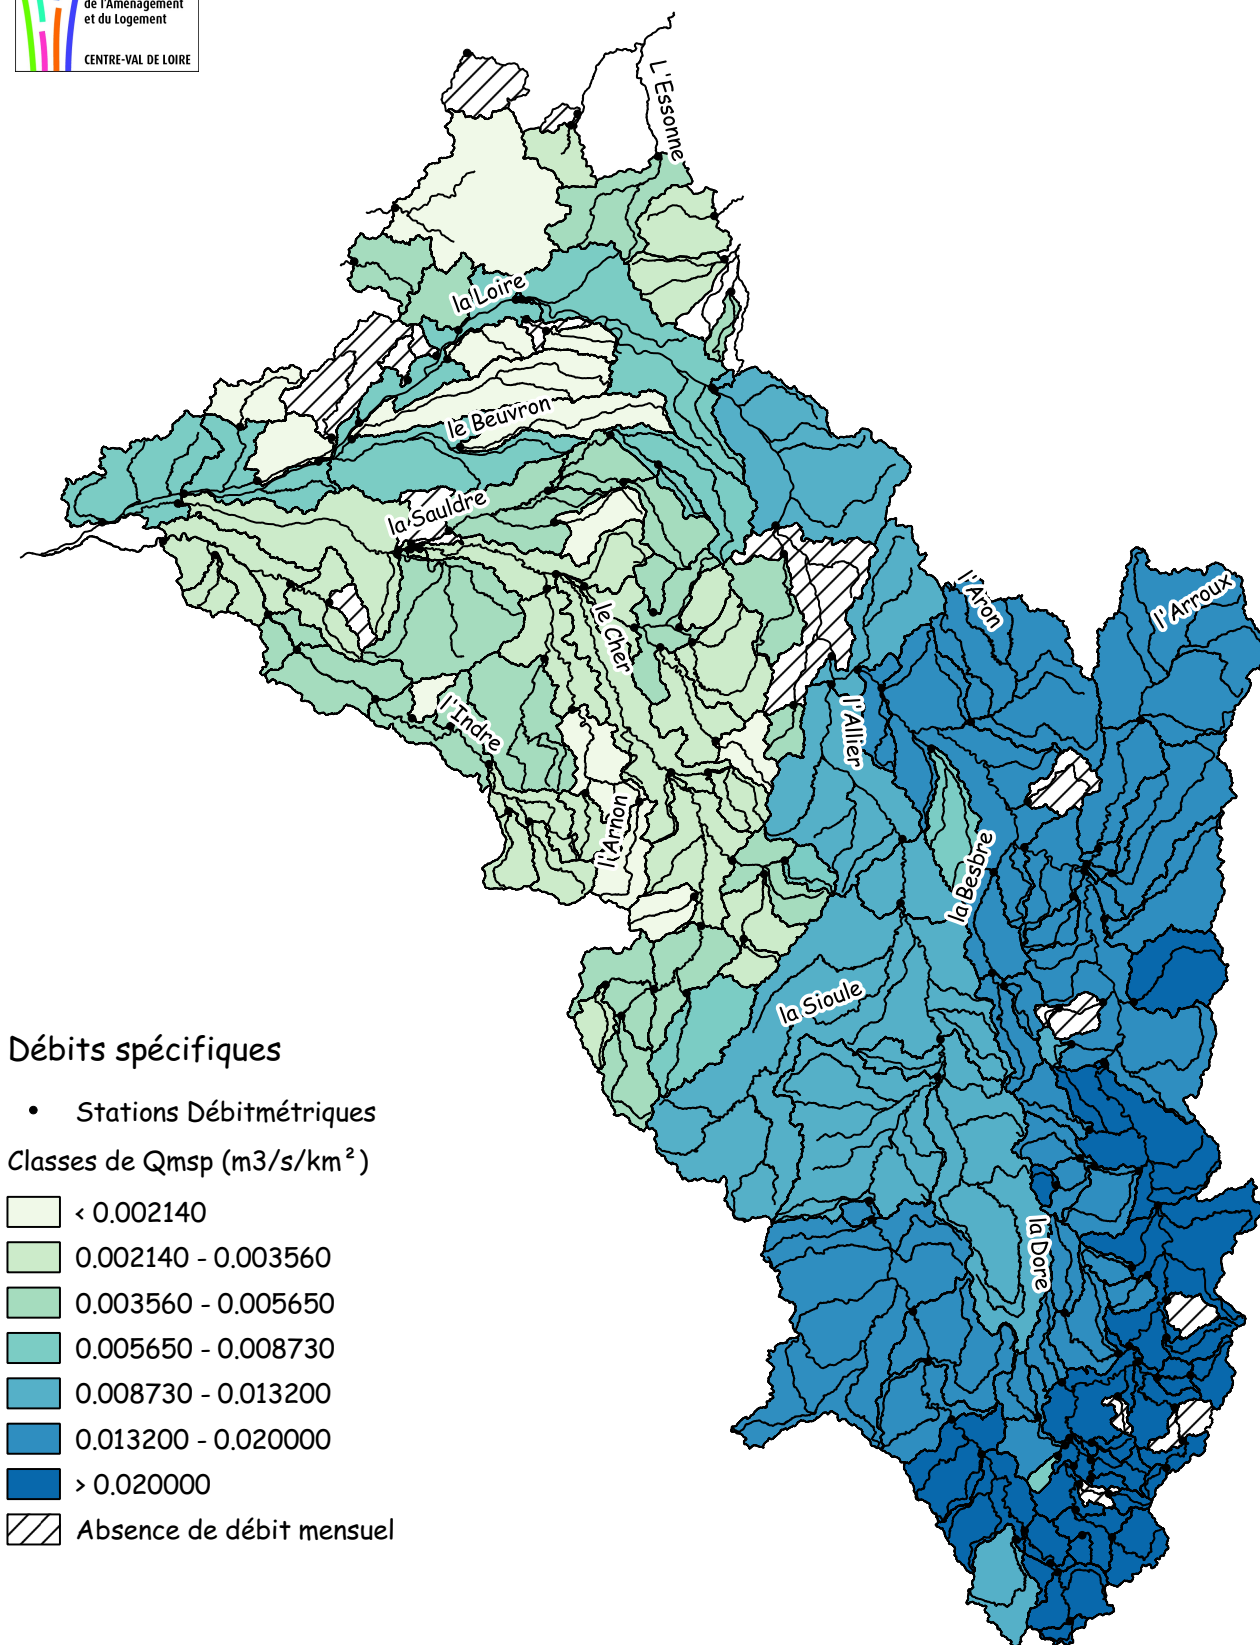 de l'Aménagement
et du Logement
CENTRE-VAL DE LOIRE
L'Essonne
la Loire
le Beuvron
la Sauldre
l'Aron
l'Arroux
le Cher
l'Indre
l'Allier
l'Arnon
la Besbre
la Sioule
la Dore
Débits spécifiques
Stations Débitmétriques
Classes de Qmsp (m3/s/km²)
< 0.002140
0.002140 - 0.003560
0.003560 - 0.005650
0.005650 - 0.008730
0.008730 - 0.013200
0.013200 - 0.020000
> 0.020000
Absence de débit mensuel